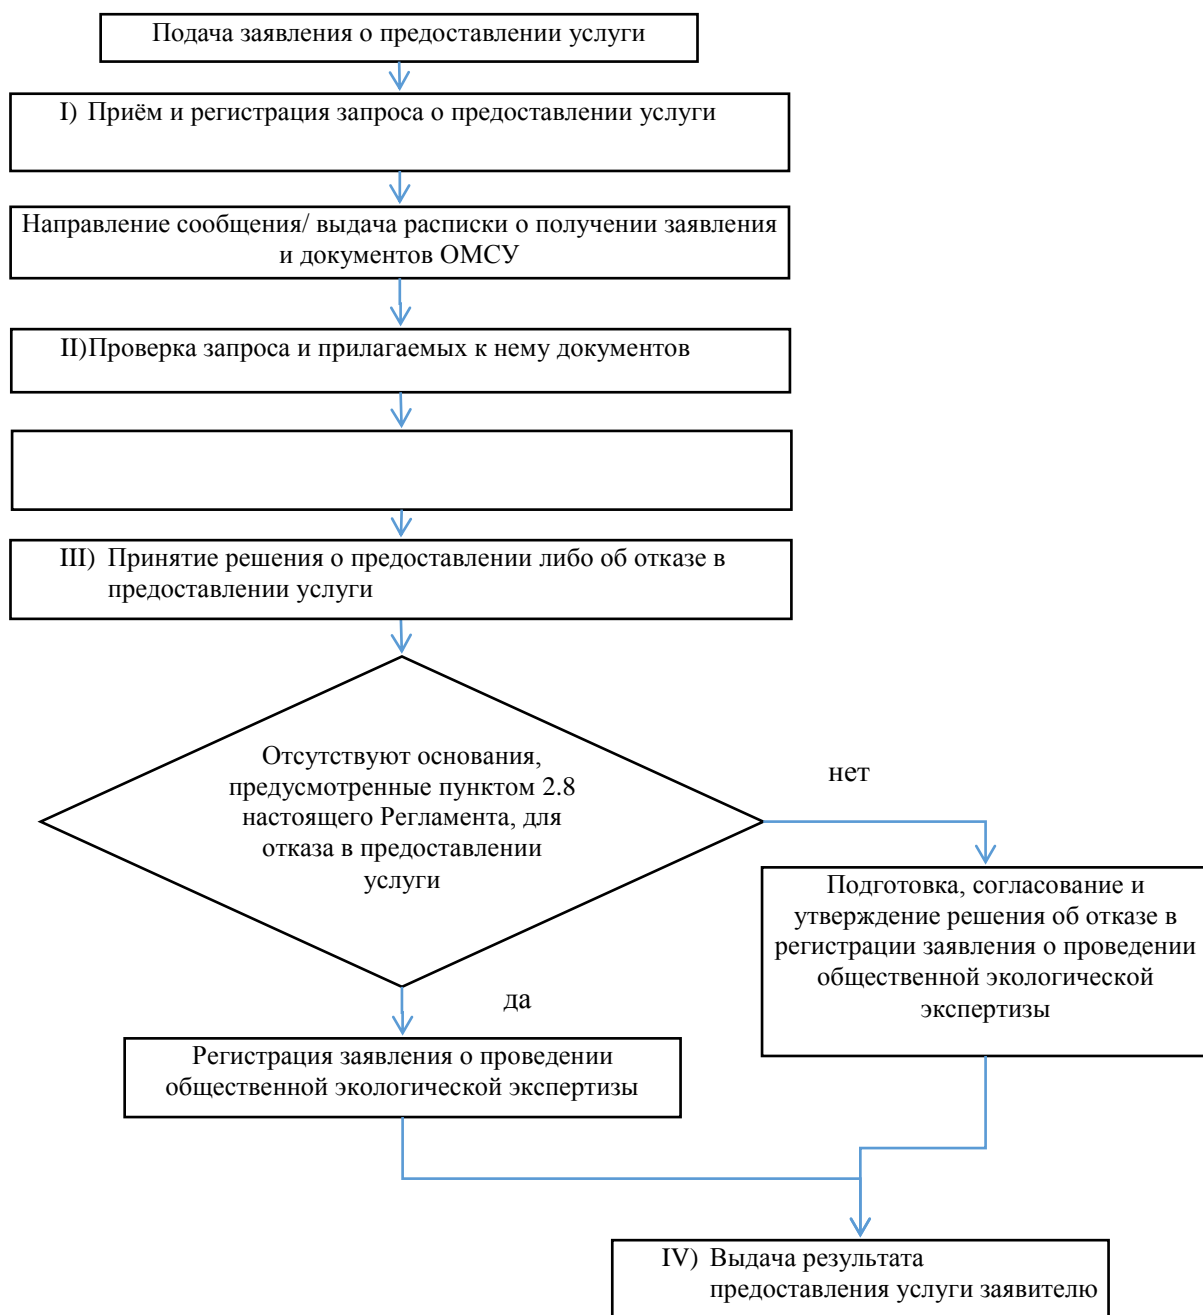 Подача заявления о предоставлении услуги
I) Приём и регистрация запроса о предоставлении услуги
Направление сообщения/ выдача расписки о получении заявления
и документов ОМСУ
II)Проверка запроса и прилагаемых к нему документов
III) Принятие решения о предоставлении либо об отказе в
предоставлении услуги
Отсутствуют основания,
предусмотренные пунктом 2.8
настоящего Регламента, для
отказа в предоставлении
услуги
нет
Подготовка, согласование и
утверждение решения об отказе в
регистрации заявления о проведении
общественной экологической
экспертизы
да
Регистрация заявления о проведении
общественной экологической экспертизы
IV) Выдача результата
предоставления услуги заявителю